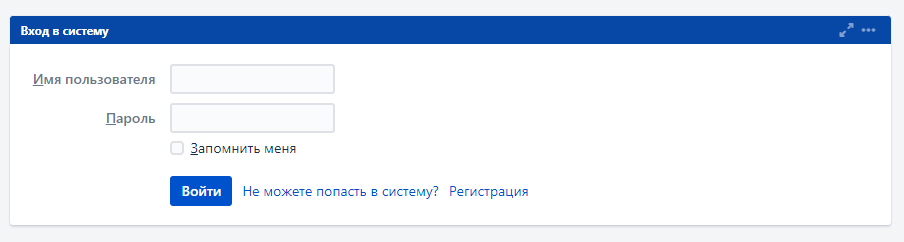 Вход в систему
Имя пользователя
Пароль
Запомнить меня
Войти Не можете попасть в систему? Регистрация